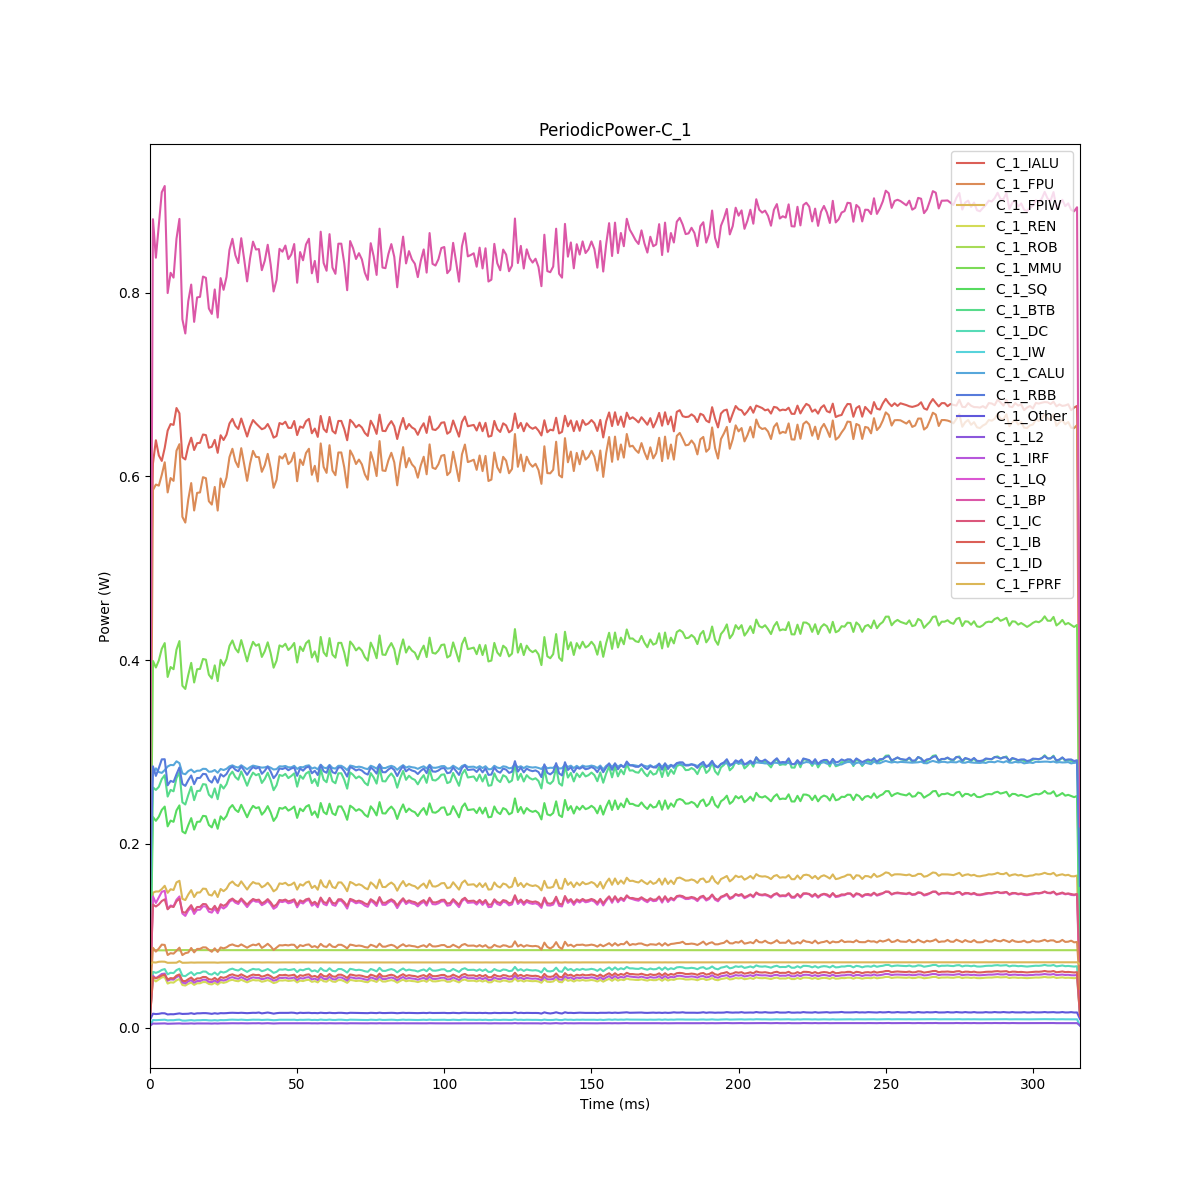 PeriodicPower-C_1
C_1_IALU
C_1_FPU
C_1_FPIW
C_1_REN
C_1_ROB
C_1_MMU
C_1_SQ
C_1_BTB
C_1_DC
C_1_IW
C_1_CALU
C_1_RBB
C_1_Other
C_1_L2
C_1_IRF
C_1_LQ
C_1_BP
C_1_IC
C_1_IB
C_1_ID
C_1_FPRF
Power (W)
0.8
0.6
0.4
0.2
0.0
0 50 100 150 200 250 300
Time (ms)